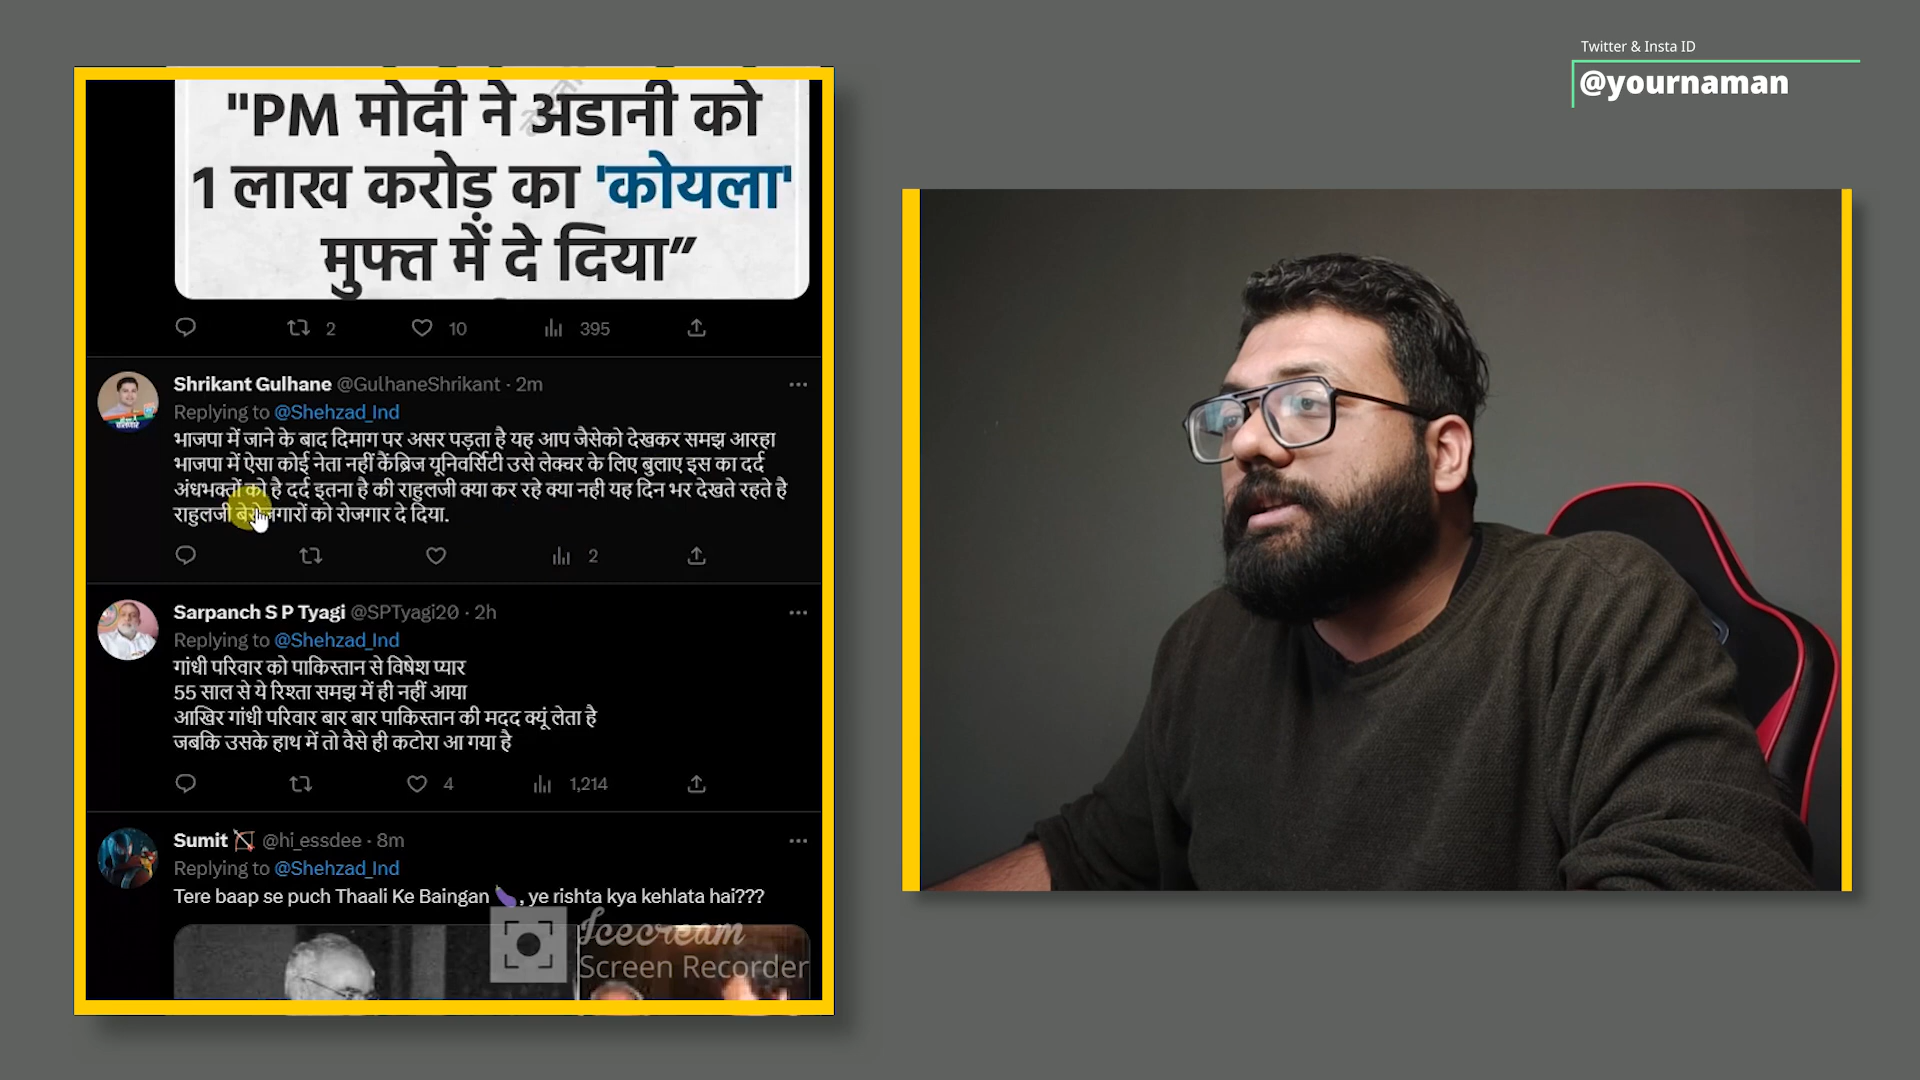 Twitter & Insta ID
@yournaman
"PM मोदी ने अडानी को
1 लाख करोड़ का 'कोयला'
मुफ्त में दे दिया”
2 10 395
Shrikant Gulhane @GulhaneShrikant · 2m
Replying to @Shehzad_Ind
भाजपा में जाने के बाद दिमाग पर असर पड़ता है यह आप जैसेको देखकर समझ आरहा
भाजपा में ऐसा कोई नेता नहीं कैंब्रिज यूनिवर्सिटी उसे लेक्चर के लिए बुलाए इस का दर्द
अंधभक्तों को है दर्द इतना है की राहुलजी क्या कर रहे क्या नही यह दिन भर देखते रहते है
राहुलजी बेरोजगारों को रोजगार दे दिया.
2
Sarpanch S P Tyagi @SPTyagi20 · 2h
Replying to @Shehzad_Ind
गांधी परिवार को पाकिस्तान से विषेश प्यार
55 साल से ये रिश्ता समझ में ही नहीं आया
आखिर गांधी परिवार बार बार पाकिस्तान की मदद क्यूं लेता है
जबकि उसके हाथ में तो वैसे ही कटोरा आ गया है
4 1,214
Sumit @hi_essdee · 8m
Replying to @Shehzad_Ind
Tere baap se puch Thaali Ke Baingan 🍆, ye rishta kya kehlata hai???
Icecream
Screen Recorder